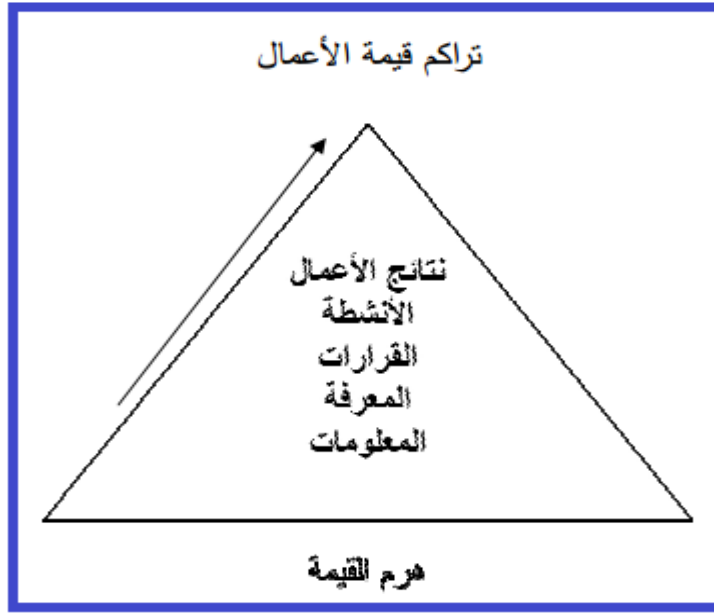 تراكم قيمة الأعمال
نتائج الأعمال
الأنشطة
القرارات
المعرفة
المعلومات
هرم القيمة